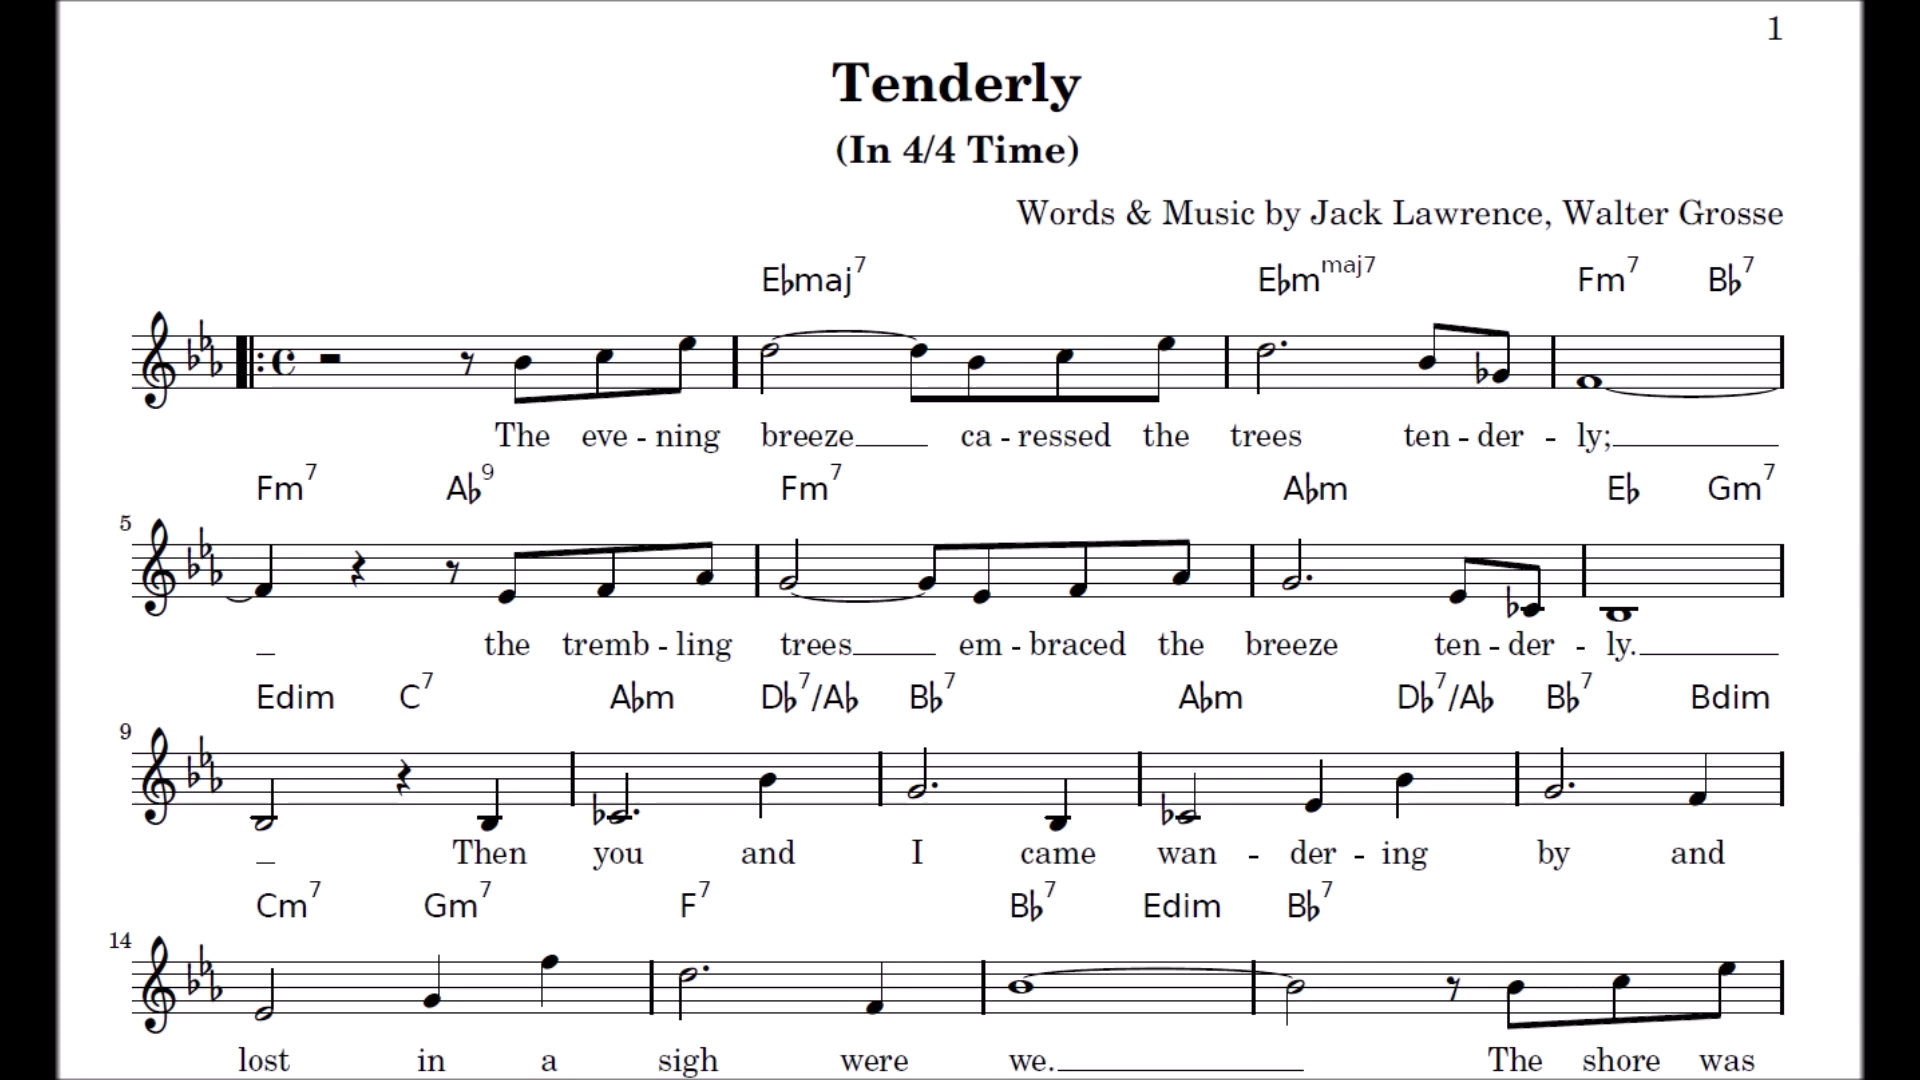 1
Tenderly
(In 4/4 Time)
Words & Music by Jack Lawrence, Walter Grosse
E♭maj7 E♭mmaj7 Fm7 B♭7
The eve - ning breeze ca - ressed the trees ten - der - ly;
Fm7 A♭9 Fm7 A♭m E♭ Gm7
5
the tremb - ling trees em - braced the breeze ten - der - ly.
Edim C7 A♭m D♭7/A♭ B♭7 A♭m D♭7/A♭ B♭7 Bdim
9
Then you and I came wan - der - ing by and
Cm7 Gm7 F7 B♭7 Edim B♭7
14
lost in a sigh were we. The shore was